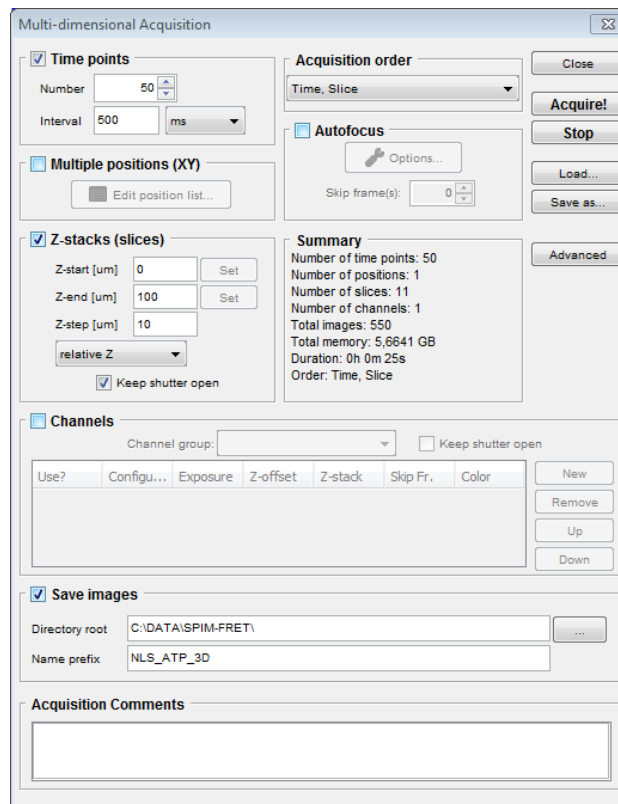 Multi-dimensional Acquisition
Time points
Number 50
Interval 500 ms
Multiple positions (XY)
Edit position list...
Z-stacks (slices)
Z-start [um] 0 Set
Z-end [um] 100 Set
Z-step [um] 10
relative Z
Keep shutter open
Acquisition order
Time, Slice
Autofocus
Options...
Skip frame(s): 0
Summary
Number of time points: 50
Number of positions: 1
Number of slices: 11
Number of channels: 1
Total images: 550
Total memory: 5,6641 GB
Duration: 0h 0m 25s
Order: Time, Slice
Close
Acquire!
Stop
Load...
Save as...
Advanced
Channels
Channel group: Keep shutter open
Use? Configu... Exposure Z-offset Z-stack Skip Fr. Color
New
Remove
Up
Down
Save images
Directory root C:\DATA\SPIM-FRET\ ...
Name prefix NLS_ATP_3D
Acquisition Comments